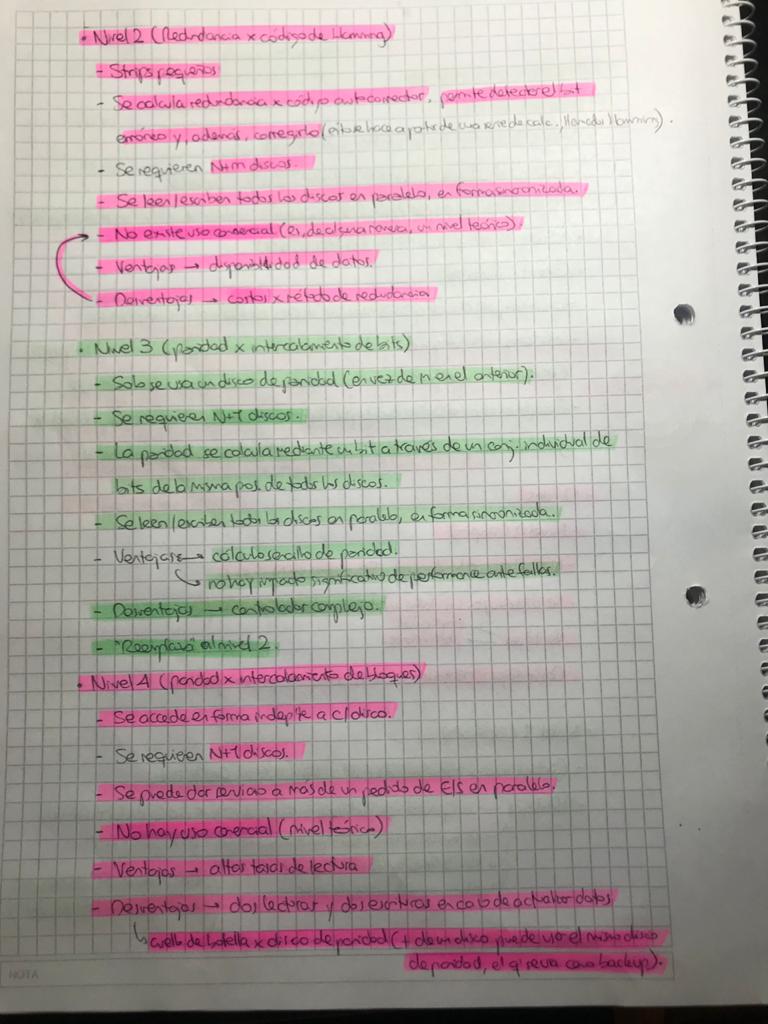 • Nivel 2 (Redundancia x código de Hamming)
- Strips pequeños
- Se calcula redundancia x código autocorrector, permite detector el bit
erróneo y, además, corregirlo (ésto se hace a partir de una serie de calc. Hamming).
- Se requieren N+m discos.
- Se leen/escriben todos los discos en paralelo, en forma sincronizada.
- No existe uso comercial (es, de alguna manera, un nivel teórico).
- Ventajas → disponibilidad de datos.
- Desventajas → costos x método de redundancia
• Nivel 3 (paridad x intercalamiento de bits)
- Solo se usa un disco de paridad (en vez de m en el anterior).
- Se requieren N+1 discos.
- La paridad se calcula mediante un bit a través de un conj. individual de
bits de la misma pos. de todos los discos.
- Se leen/escriben todos los discos en paralelo, en forma sincronizada.
- Ventajas → cálculo sencillo de paridad.
↳ no hay impacto significativo de performance ante fallas.
- Desventajas → controlador complejo.
- "Reemplazó" al nivel 2.
• Nivel 4 (paridad x intercalamiento de bloques)
- Se accede en forma indep/te a c/disco.
- Se requieren N+1 discos.
- Se puede dar servicio a más de un pedido de E/S en paralelo.
- No hay uso comercial (nivel teórico)
- Ventajas → altas tasas de lectura
- Desventajas → dos lecturas y dos escrituras en caso de actualizar datos
↳ cuello de botella x disco de paridad (+ de un disco puede usar el mismo disco
de paridad, el q' se usa como backup).
NOTA